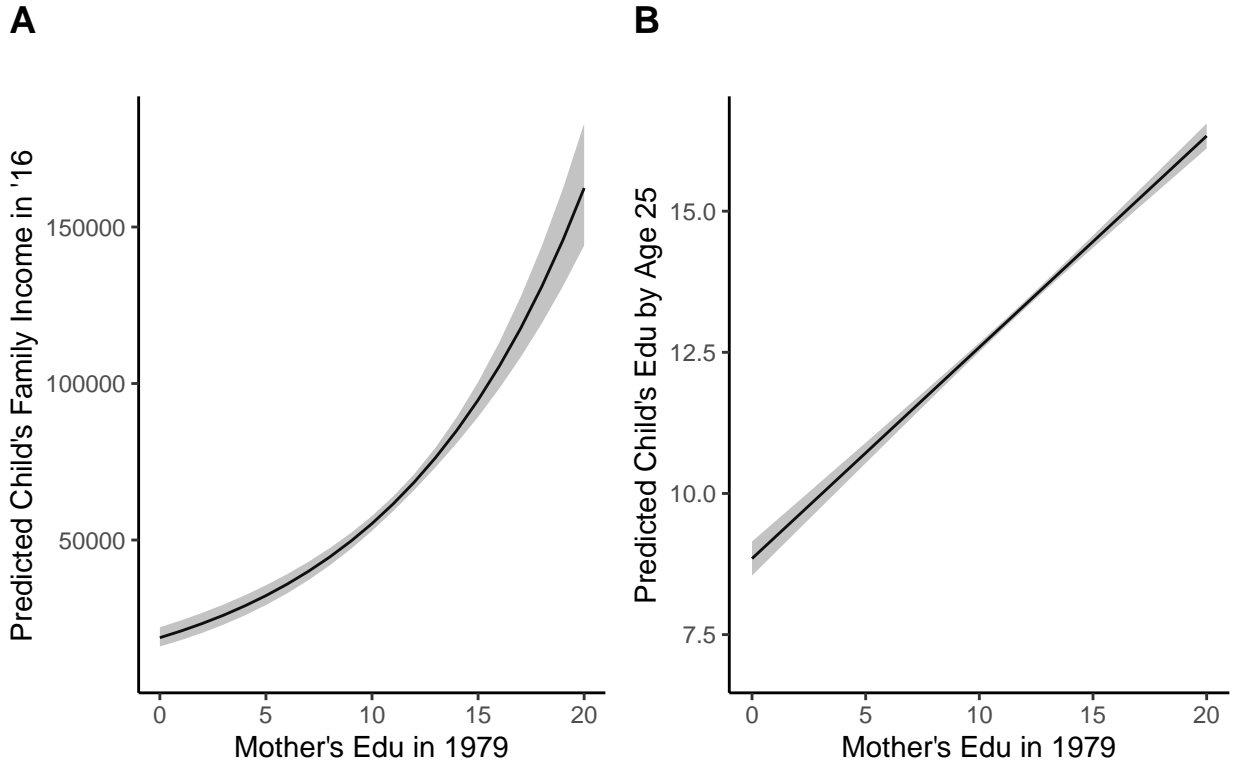 A
Predicted Child's Family Income in '16
150000
100000
50000
0 5 10 15 20
Mother's Edu in 1979
B
Predicted Child's Edu by Age 25
15.0
12.5
10.0
7.5
0 5 10 15 20
Mother's Edu in 1979